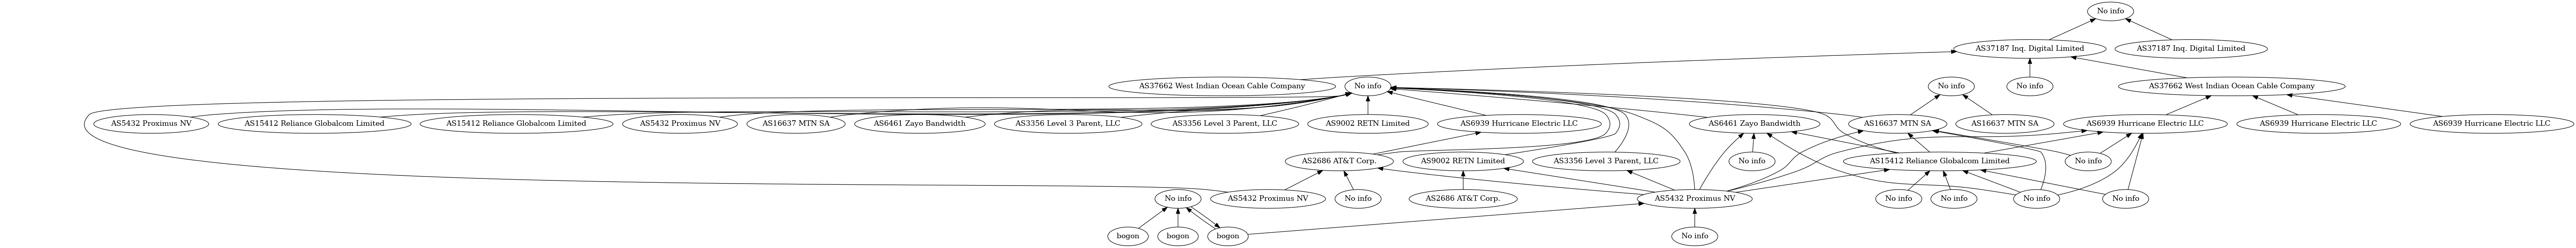 No info
AS37187 Inq. Digital Limited
AS37187 Inq. Digital Limited
AS37662 West Indian Ocean Cable Company
No info
No info
No info
AS37662 West Indian Ocean Cable Company
AS5432 Proximus NV
AS15412 Reliance Globalcom Limited
AS15412 Reliance Globalcom Limited
AS5432 Proximus NV
AS16637 MTN SA
AS6461 Zayo Bandwidth
AS3356 Level 3 Parent, LLC
AS3356 Level 3 Parent, LLC
AS9002 RETN Limited
AS6939 Hurricane Electric LLC
AS6461 Zayo Bandwidth
AS16637 MTN SA
AS16637 MTN SA
AS6939 Hurricane Electric LLC
AS6939 Hurricane Electric LLC
AS6939 Hurricane Electric LLC
AS2686 AT&T Corp.
AS9002 RETN Limited
AS3356 Level 3 Parent, LLC
No info
AS15412 Reliance Globalcom Limited
No info
No info
AS5432 Proximus NV
No info
AS2686 AT&T Corp.
AS5432 Proximus NV
No info
No info
No info
No info
bogon
bogon
bogon
No info